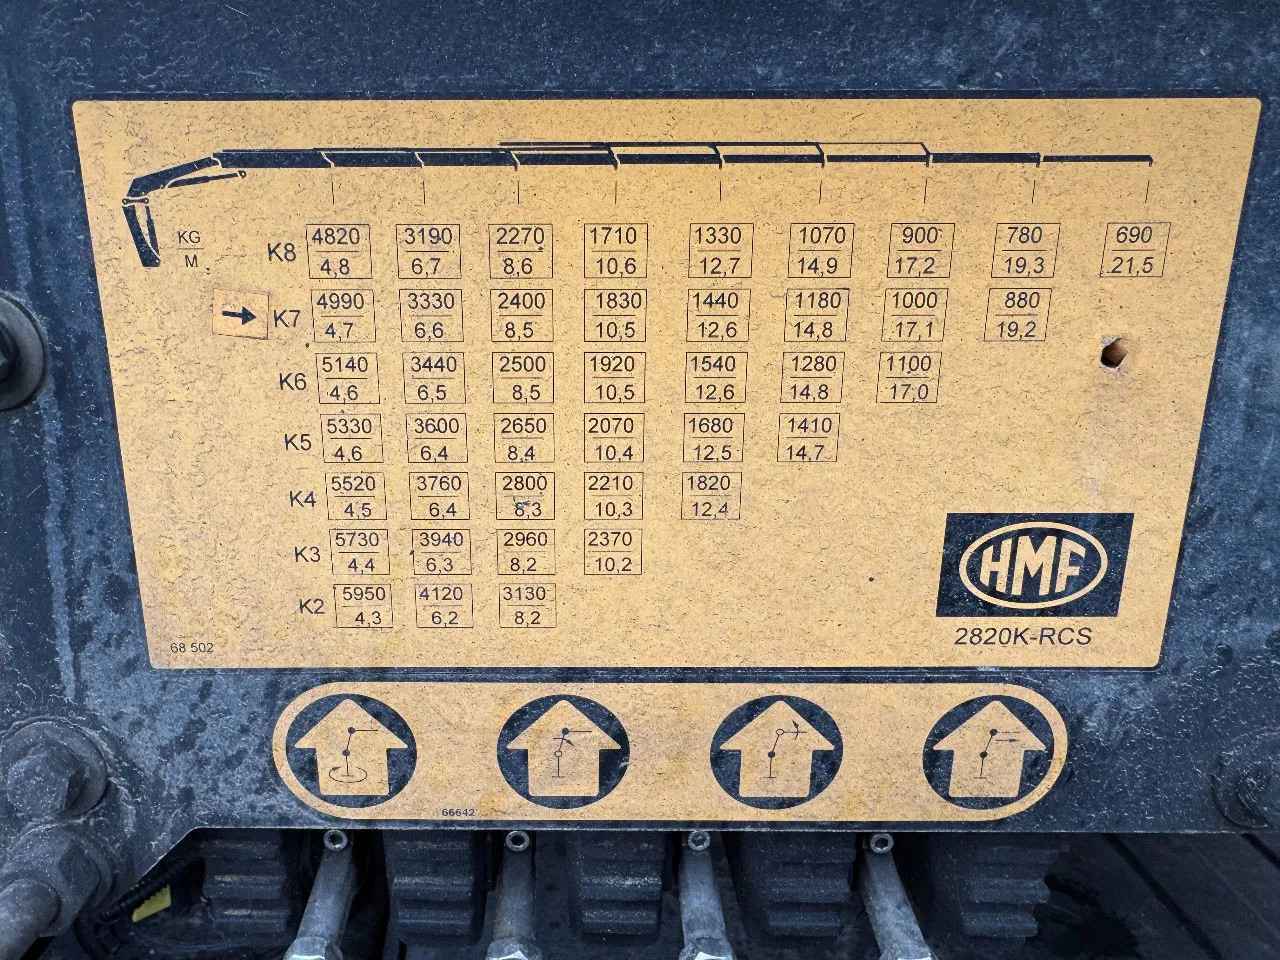 KG
M
K8 4820 3190 2270 1710 1330 1070 900 780 690
4,8 6,7 8,6 10,6 12,7 14,9 17,2 19,3 21,5
K7 4990 3330 2400 1830 1440 1180 1000 880
4,7 6,6 8,5 10,5 12,6 14,8 17,1 19,2
K6 5140 3440 2500 1920 1540 1280 1100
4,6 6,5 8,5 10,5 12,6 14,8 17,0
K5 5330 3600 2650 2070 1680 1410
4,6 6,4 8,4 10,4 12,5 14,7
K4 5520 3760 2800 2210 1820
4,5 6,4 8,3 10,3 12,4
K3 5730 3940 2960 2370
4,4 6,3 8,2 10,2
K2 5950 4120 3130
4,3 6,2 8,2
HMF
2820K-RCS
68 502
66642